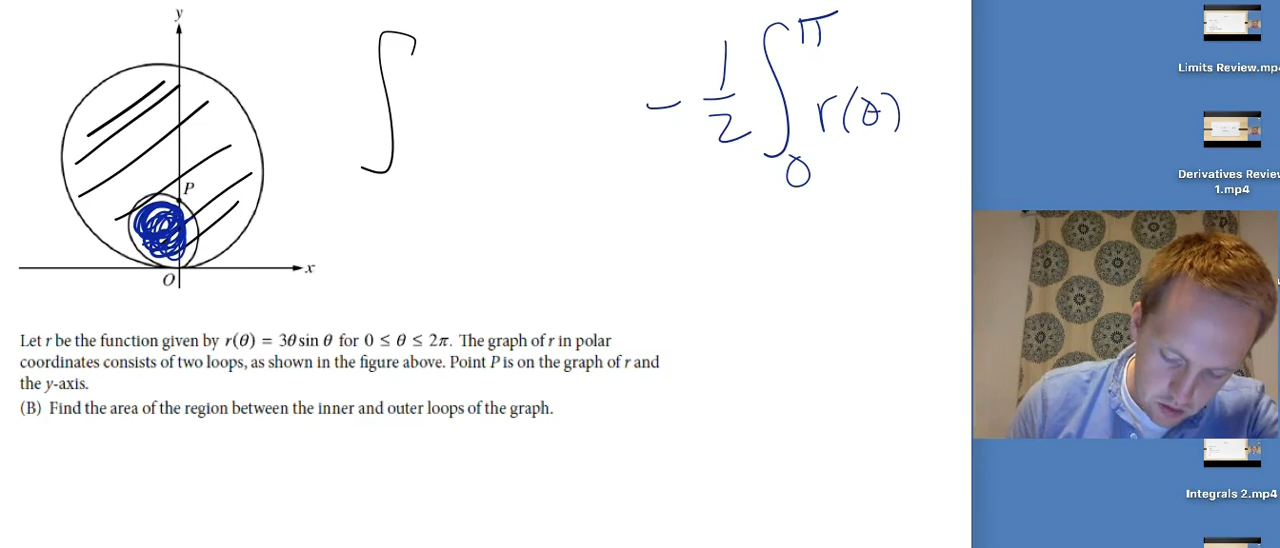 y
P
x
O
- 1/2 ∫₀^π r(θ)
∫
Let r be the function given by r(θ) = 3θ sin θ for 0 ≤ θ ≤ 2π. The graph of r in polar
coordinates consists of two loops, as shown in the figure above. Point P is on the graph of r and
the y-axis.
(B) Find the area of the region between the inner and outer loops of the graph.
Limits Review.mp
Derivatives Revie
1.mp4
Integrals 2.mp4